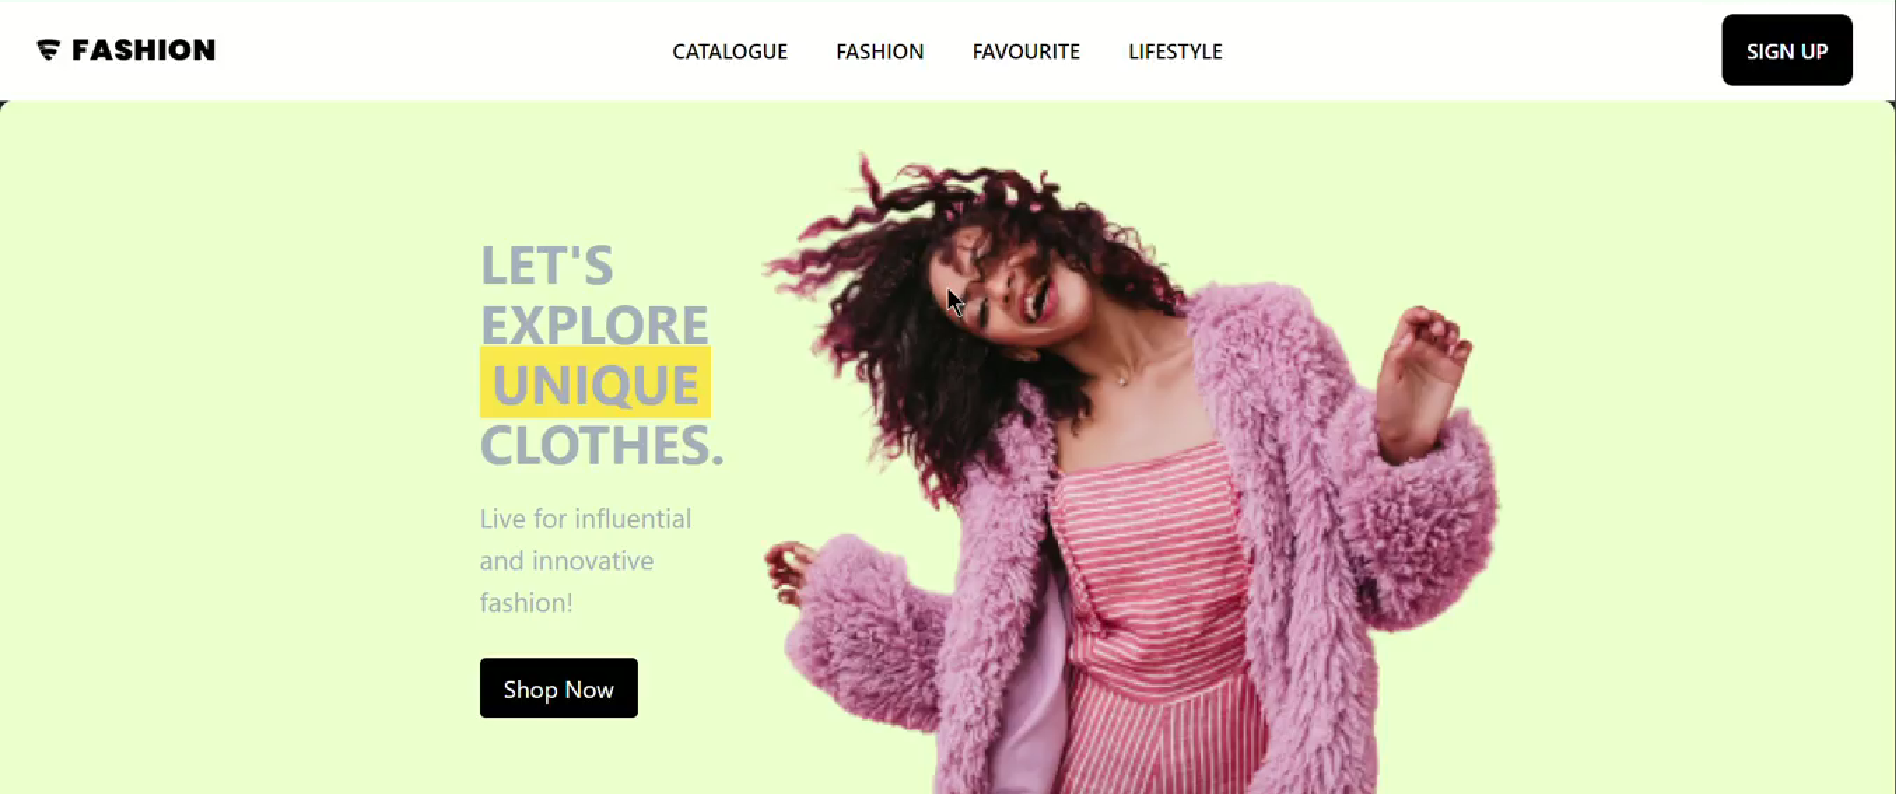 FASHION
CATALOGUE FASHION FAVOURITE LIFESTYLE
SIGN UP
LET'S
EXPLORE
UNIQUE
CLOTHES.
Live for influential
and innovative
fashion!
Shop Now